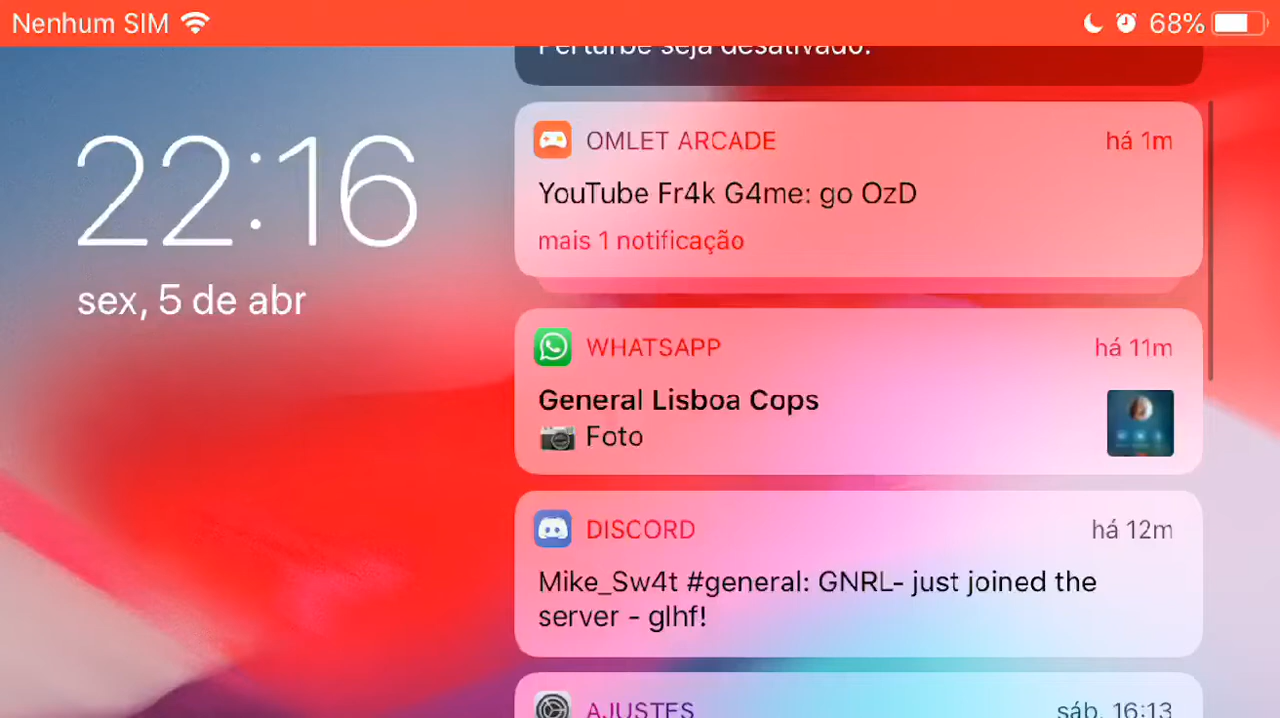 Nenhum SIM
68%
22:16
sex, 5 de abr
Perturbe seja desativado.
OMLET ARCADE
há 1m
YouTube Fr4k G4me: go OzD
mais 1 notificação
WHATSAPP
há 11m
General Lisboa Cops
Foto
DISCORD
há 12m
Mike_Sw4t #general: GNRL- just joined the
server - glhf!
AJUSTES
sáb. 16:13